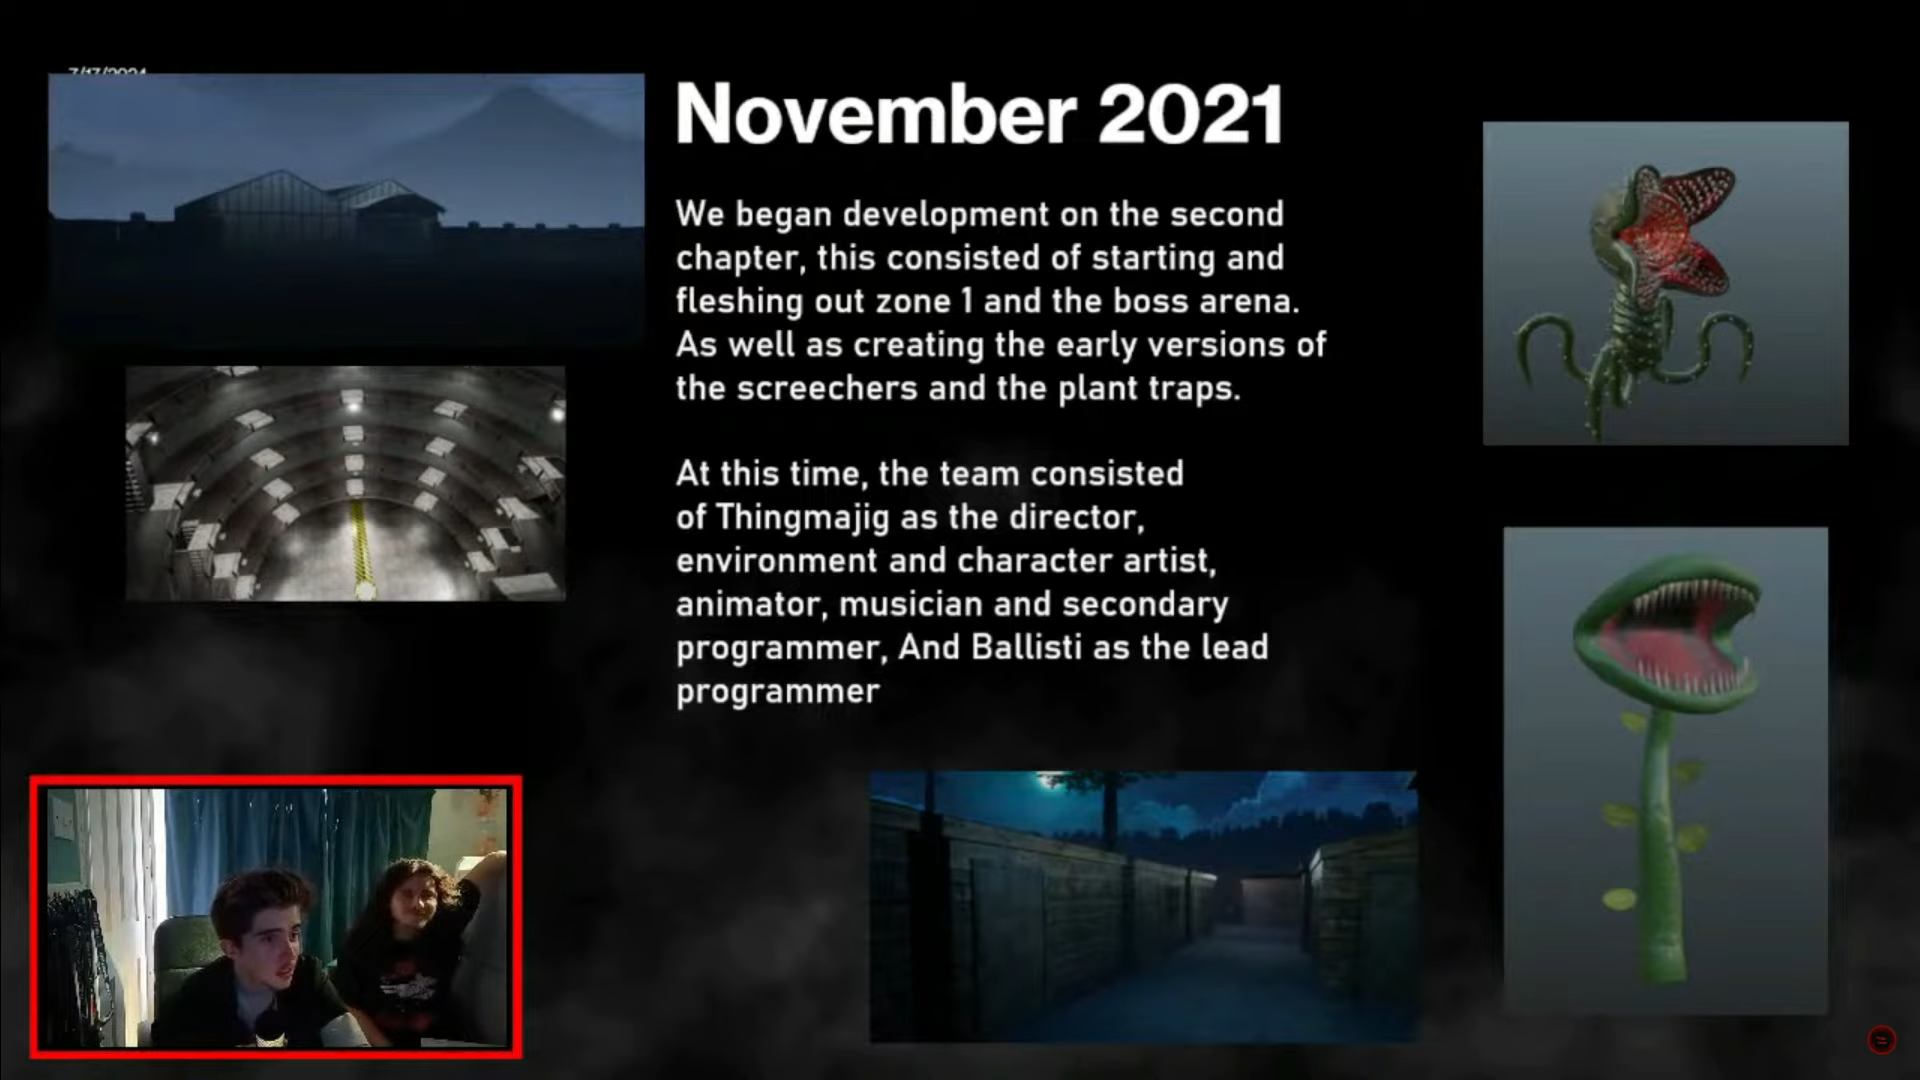 7/17/2024
November 2021
We began development on the second
chapter, this consisted of starting and
fleshing out zone 1 and the boss arena.
As well as creating the early versions of
the screechers and the plant traps.
At this time, the team consisted
of Thingmajig as the director,
environment and character artist,
animator, musician and secondary
programmer, And Ballisti as the lead
programmer